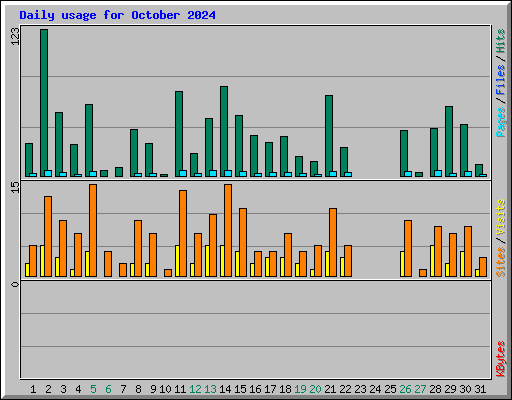 Daily usage for October 2024
123
Pages / Files / Hits
15
Sites / Visits
0
KBytes
1 2 3 4 5 6 7 8 9 10 11 12 13 14 15 16 17 18 19 20 21 22 23 24 25 26 27 28 29 30 31